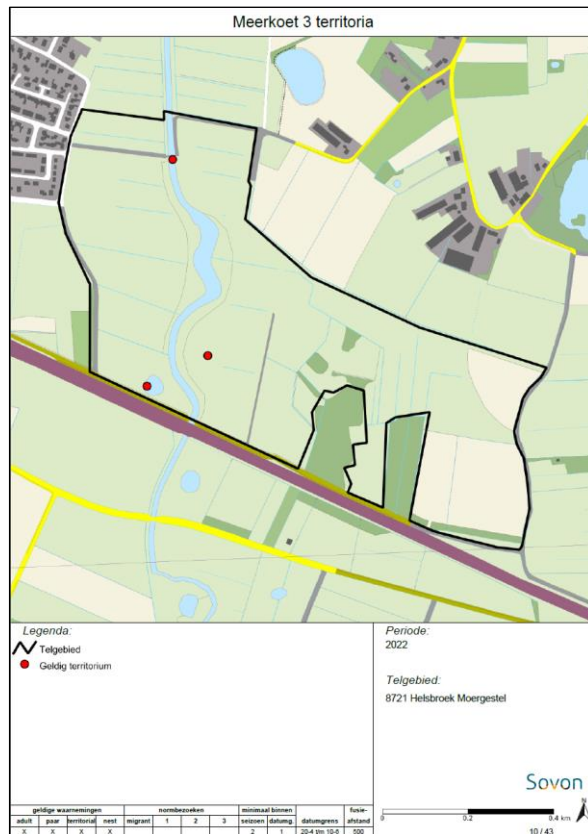 Meerkoet 3 territoria
Legenda:
Telgebied
Geldig territorium
Periode:
2022
Telgebied:
8721 Helsbroek Moergestel
Sovon
0 0.2 0.4 km
N
10 / 43
geldige waarnemingen normbezoeken minimaal binnen fusie-
adult paar territorial nest migrant 1 2 3 seizoen datumg. datumgrens afstand
X X X X 2 1 20-4 t/m 10-8 500